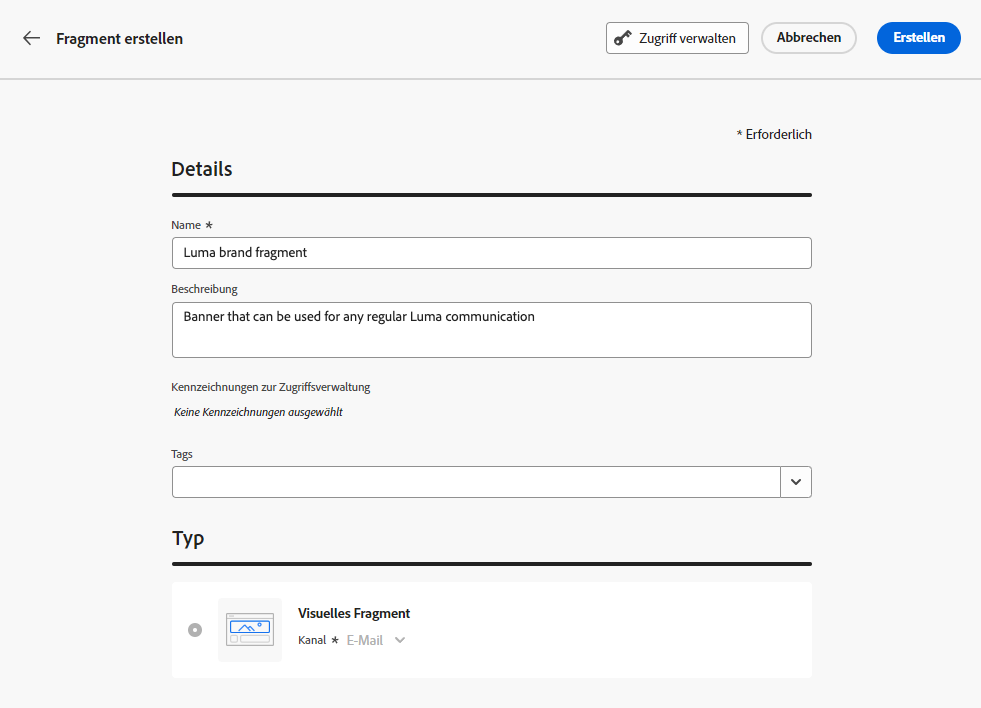 Fragment erstellen
Zugriff verwalten
Abbrechen
Erstellen
* Erforderlich
Details
Name *
Luma brand fragment
Beschreibung
Banner that can be used for any regular Luma communication
Kennzeichnungen zur Zugriffsverwaltung
Keine Kennzeichnungen ausgewählt
Tags
Typ
Visuelles Fragment
Kanal * E-Mail